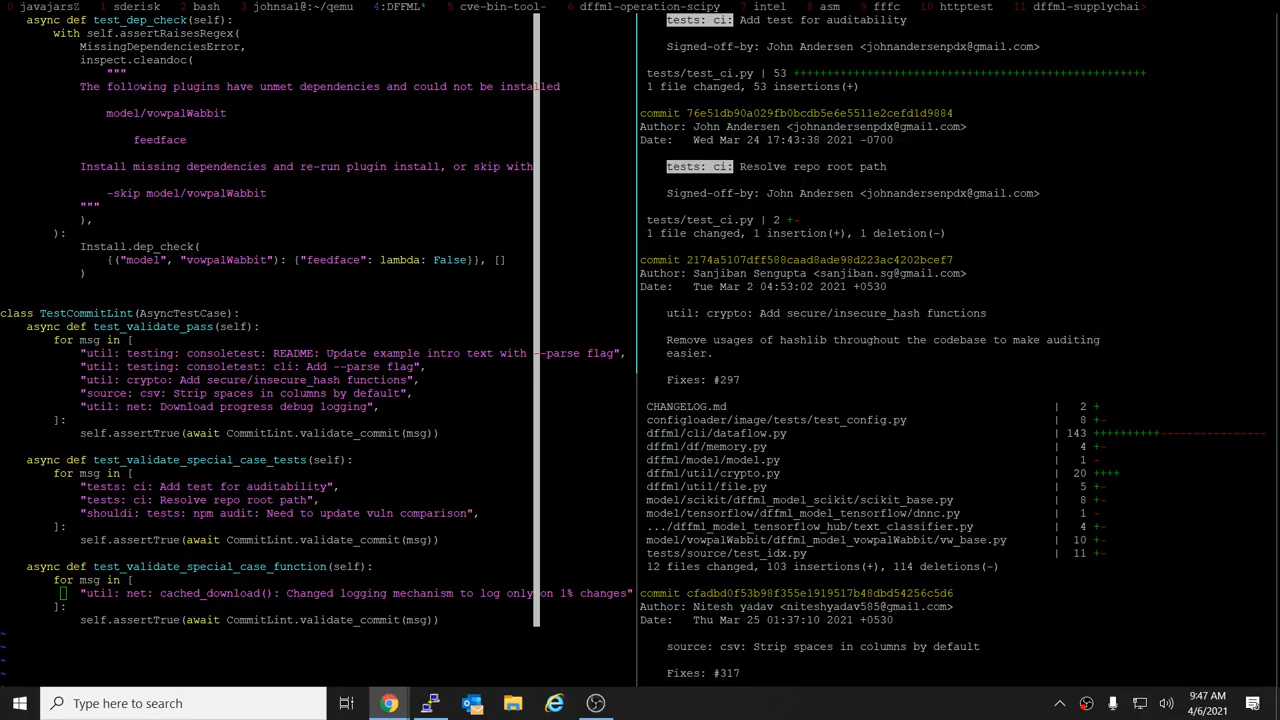 0 javajarsZ 1 sderisk 2 bash 3 johnsal@:~/qemu 4:DFFML* 5 cve-bin-tool- 6 dffml-operation-scipy 7 intel 8 asm 9 fffc 10 httptest 11 dffml-supplychai>
async def test_dep_check(self):
with self.assertRaisesRegex(
MissingDependenciesError,
inspect.cleandoc(
"""
The following plugins have unmet dependencies and could not be installed
model/vowpalWabbit
feedface
Install missing dependencies and re-run plugin install, or skip with
-skip model/vowpalWabbit
"""
),
):
Install.dep_check(
{("model", "vowpalWabbit"): {"feedface": lambda: False}}, []
)
class TestCommitLint(AsyncTestCase):
async def test_validate_pass(self):
for msg in [
"util: testing: consoletest: README: Update example intro text with --parse flag",
"util: testing: consoletest: cli: Add --parse flag",
"util: crypto: Add secure/insecure_hash functions",
"source: csv: Strip spaces in columns by default",
"util: net: Download progress debug logging",
]:
self.assertTrue(await CommitLint.validate_commit(msg))
async def test_validate_special_case_tests(self):
for msg in [
"tests: ci: Add test for auditability",
"tests: ci: Resolve repo root path",
"shouldi: tests: npm audit: Need to update vuln comparison",
]:
self.assertTrue(await CommitLint.validate_commit(msg))
async def test_validate_special_case_function(self):
for msg in [
"util: net: cached_download(): Changed logging mechanism to log only on 1% changes"
]:
self.assertTrue(await CommitLint.validate_commit(msg))
~
~
~
~
tests: ci: Add test for auditability
Signed-off-by: John Andersen <johnandersenpdx@gmail.com>
tests/test_ci.py | 53 +++++++++++++++++++++++++++++++++++++++++++++++++++++
1 file changed, 53 insertions(+)
commit 76e51db90a029fb0bcdb5e6e5511e2cefd1d9884
Author: John Andersen <johnandersenpdx@gmail.com>
Date: Wed Mar 24 17:43:38 2021 -0700
tests: ci: Resolve repo root path
Signed-off-by: John Andersen <johnandersenpdx@gmail.com>
tests/test_ci.py | 2 +-
1 file changed, 1 insertion(+), 1 deletion(-)
commit 2174a5107dff588caad8ade98d223ac4202bcef7
Author: Sanjiban Sengupta <sanjiban.sg@gmail.com>
Date: Tue Mar 2 04:53:02 2021 +0530
util: crypto: Add secure/insecure_hash functions
Remove usages of hashlib throughout the codebase to make auditing
easier.
Fixes: #297
CHANGELOG.md | 2 +
configloader/image/tests/test_config.py | 8 +-
dffml/cli/dataflow.py | 143 ++++++++++----------------
dffml/df/memory.py | 4 +-
dffml/model/model.py | 1 -
dffml/util/crypto.py | 20 ++++
dffml/util/file.py | 5 +-
model/scikit/dffml_model_scikit/scikit_base.py | 8 +-
model/tensorflow/dffml_model_tensorflow/dnnc.py | 1 -
.../dffml_model_tensorflow_hub/text_classifier.py | 4 +-
model/vowpalWabbit/dffml_model_vowpalWabbit/vw_base.py | 10 +-
tests/source/test_idx.py | 11 +-
12 files changed, 103 insertions(+), 114 deletions(-)
commit cfadbd0f53b98f355e1919517b48dbd54256c5d6
Author: Nitesh yadav <niteshyadav585@gmail.com>
Date: Thu Mar 25 01:37:10 2021 +0530
source: csv: Strip spaces in columns by default
Fixes: #317
Type here to search
9:47 AM
4/6/2021